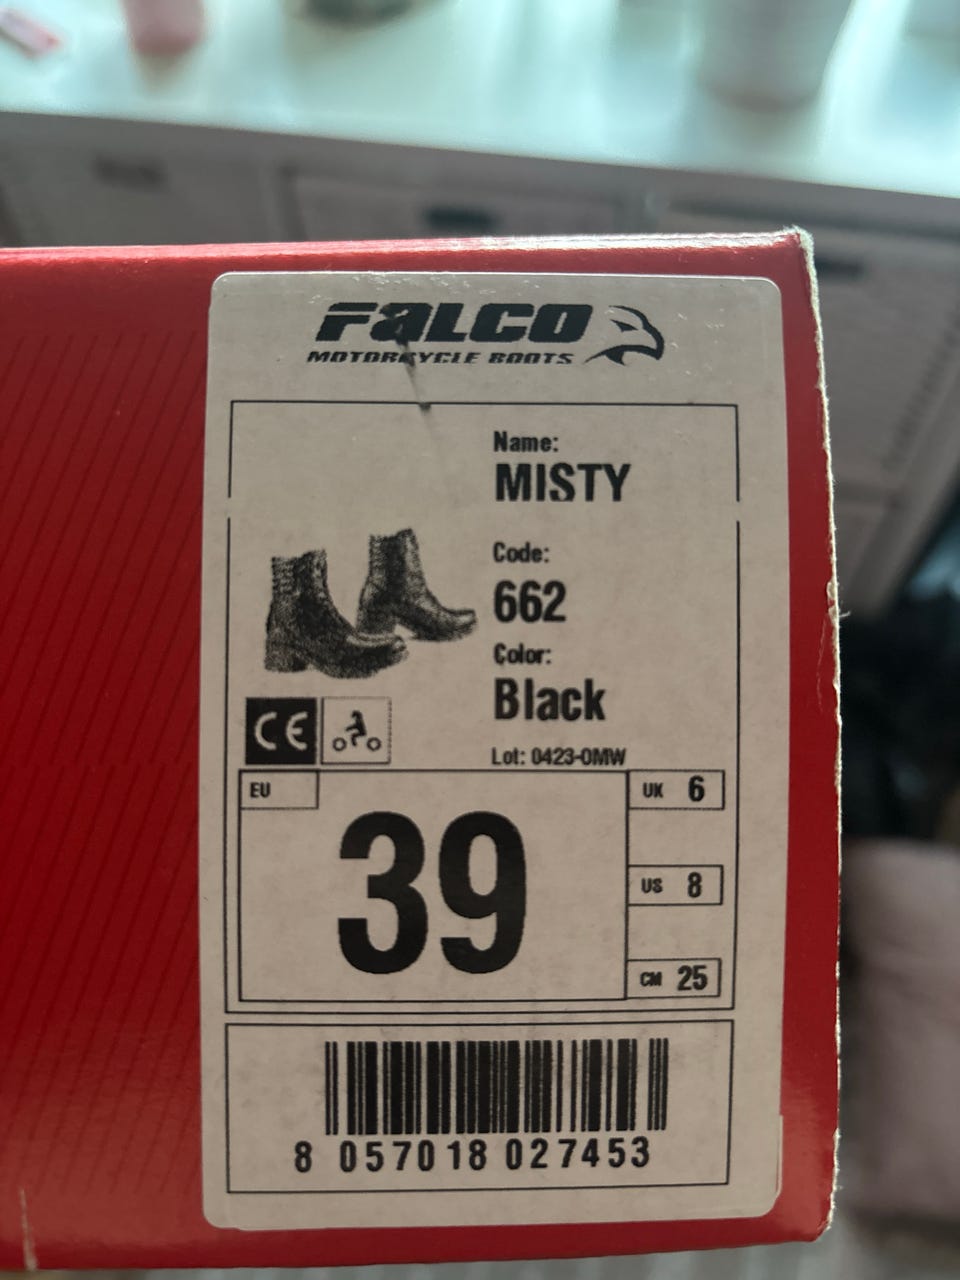 FALCO
MOTORCYCLE BOOTS
Name:
MISTY
Code:
662
Color:
Black
CE
Lot: 0423-0MW
EU
39
UK 6
US 8
CM 25
8 057018 027453